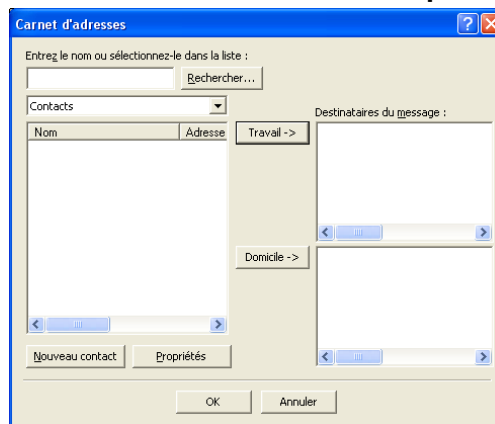 Carnet d'adresses
Entrez le nom ou sélectionnez-le dans la liste :
Rechercher...
Contacts
Destinataires du message :
Nom Adresse
Travail ->
Domicile ->
Nouveau contact Propriétés
OK Annuler